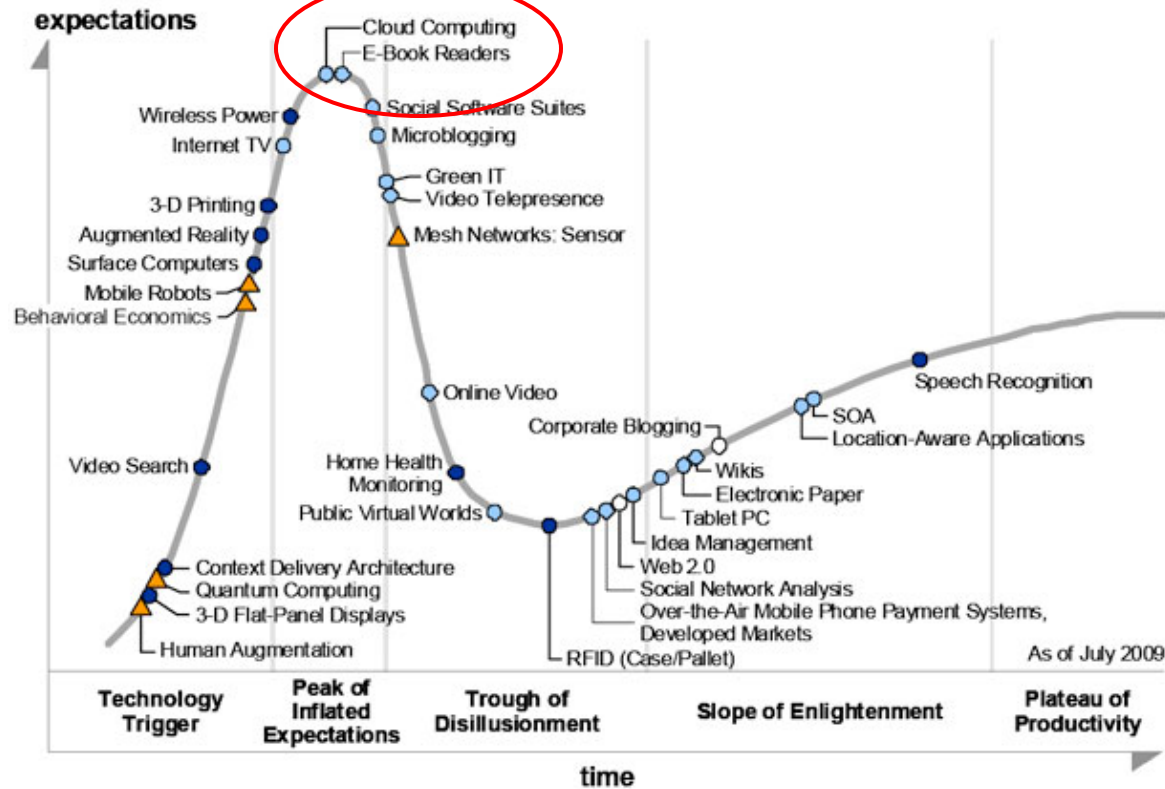 expectations
Cloud Computing
E-Book Readers
Wireless Power
Social Software Suites
Internet TV
Microblogging
Green IT
Video Telepresence
3-D Printing
Augmented Reality
Mesh Networks: Sensor
Surface Computers
Mobile Robots
Behavioral Economics
Online Video
Speech Recognition
SOA
Corporate Blogging
Location-Aware Applications
Video Search
Home Health
Monitoring
Wikis
Electronic Paper
Public Virtual Worlds
Tablet PC
Idea Management
Web 2.0
Context Delivery Architecture
Quantum Computing
Social Network Analysis
3-D Flat-Panel Displays
Over-the-Air Mobile Phone Payment Systems,
Developed Markets
Human Augmentation
RFID (Case/Pallet)
As of July 2009
Technology
Trigger
Peak of
Inflated
Expectations
Trough of
Disillusionment
Slope of Enlightenment
Plateau of
Productivity
time